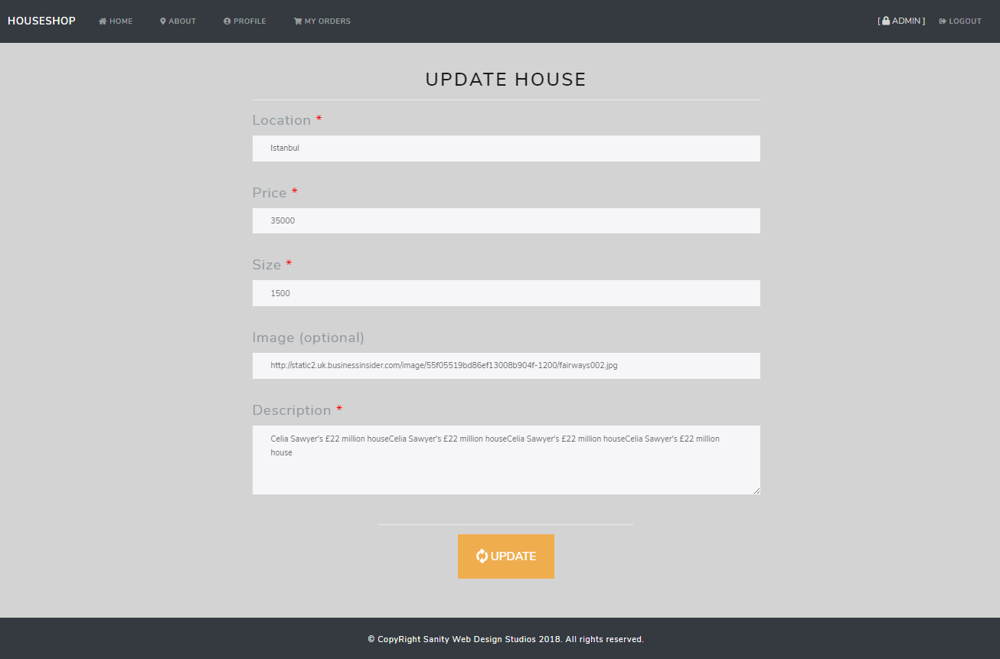 HOUSESHOP HOME ABOUT PROFILE MY ORDERS [ ADMIN ] LOGOUT
UPDATE HOUSE
Location *
Istanbul
Price *
35000
Size *
1500
Image (optional)
http://static2.uk.businessinsider.com/image/55f05519bd86ef13008b904f-1200/fairways002.jpg
Description *
Celia Sawyer's £22 million houseCelia Sawyer's £22 million houseCelia Sawyer's £22 million houseCelia Sawyer's £22 million
house
UPDATE
© CopyRight Sanity Web Design Studios 2018. All rights reserved.